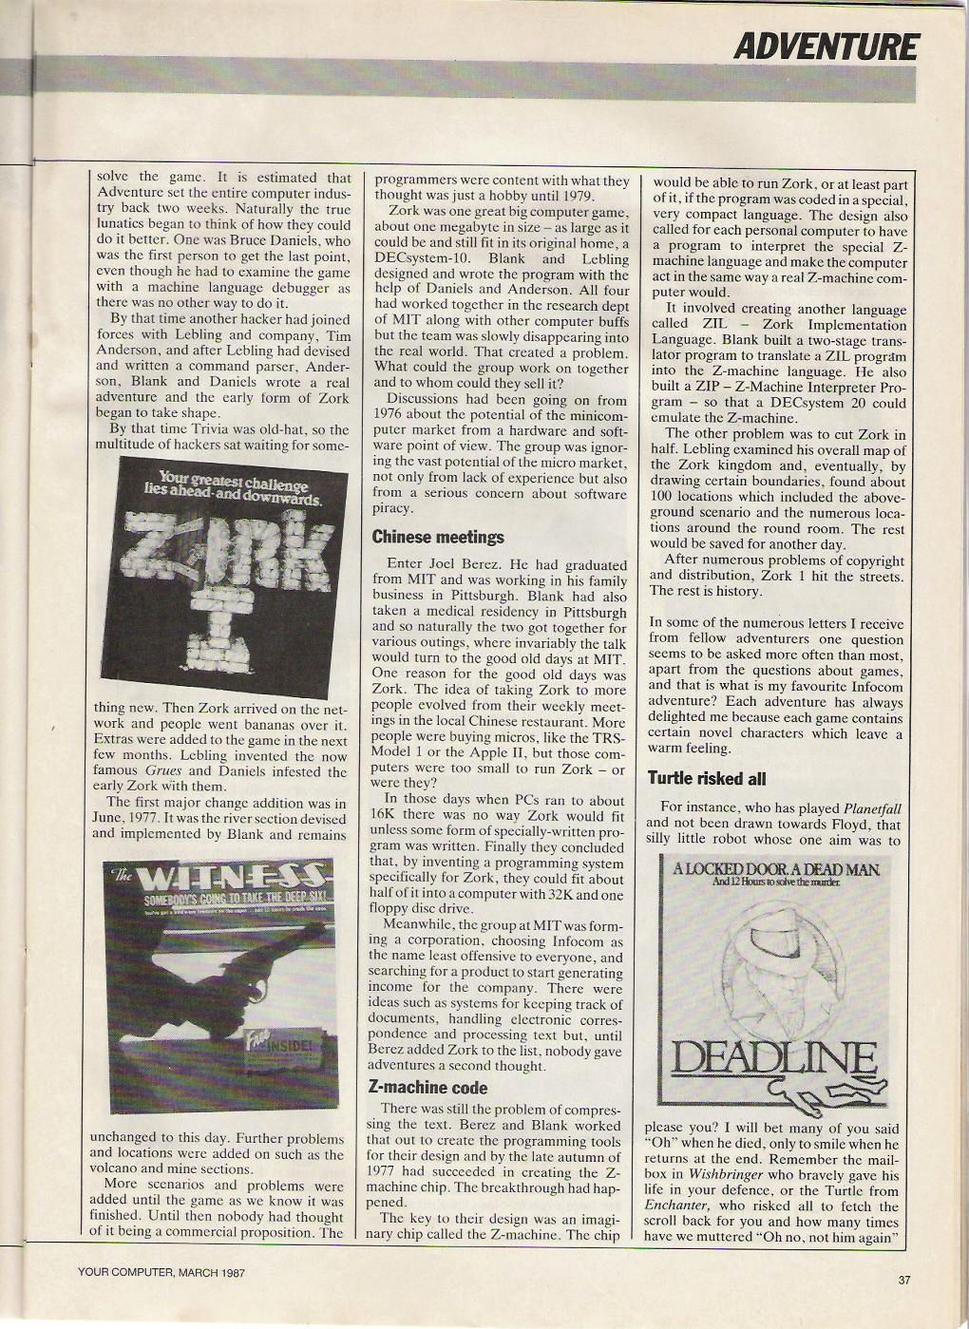 ADVENTURE
solve the game. It is estimated that
Adventure set the entire computer indus-
try back two weeks. Naturally the true
lunatics began to think of how they could
do it better. One was Bruce Daniels, who
was the first person to get the last point,
even though he had to examine the game
with a machine language debugger as
there was no other way to do it.
By that time another hacker had joined
forces with Lebling and company, Tim
Anderson, and after Lebling had devised
and written a command parser, Ander-
son, Blank and Daniels wrote a real
adventure and the early form of Zork
began to take shape.
By that time Trivia was old-hat, so the
multitude of hackers sat waiting for some-
Your greatest challenge
lies ahead-and downwards.
ZORK
I
thing new. Then Zork arrived on the net-
work and people went bananas over it.
Extras were added to the game in the next
few months. Lebling invented the now
famous Grues and Daniels infested the
early Zork with them.
The first major change addition was in
June, 1977. It was the river section devised
and implemented by Blank and remains
The
WITNESS
SOMEBODY'S GOING TO TAKE THE DEEP SIX!
INSIDE!
unchanged to this day. Further problems
and locations were added on such as the
volcano and mine sections.
More scenarios and problems were
added until the game as we know it was
finished. Until then nobody had thought
of it being a commercial proposition. The
programmers were content with what they
thought was just a hobby until 1979.
Zork was one great big computer game,
about one megabyte in size – as large as it
could be and still fit in its original home, a
DECsystem-10. Blank and Lebling
designed and wrote the program with the
help of Daniels and Anderson. All four
had worked together in the research dept
of MIT along with other computer buffs
but the team was slowly disappearing into
the real world. That created a problem.
What could the group work on together
and to whom could they sell it?
Discussions had been going on from
1976 about the potential of the minicom-
puter market from a hardware and soft-
ware point of view. The group was ignor-
ing the vast potential of the micro market,
not only from lack of experience but also
from a serious concern about software
piracy.
Chinese meetings
Enter Joel Berez. He had graduated
from MIT and was working in his family
business in Pittsburgh. Blank had also
taken a medical residency in Pittsburgh
and so naturally the two got together for
various outings, where invariably the talk
would turn to the good old days at MIT.
One reason for the good old days was
Zork. The idea of taking Zork to more
people evolved from their weekly meet-
ings in the local Chinese restaurant. More
people were buying micros, like the TRS-
Model 1 or the Apple II, but those com-
puters were too small to run Zork – or
were they?
In those days when PCs ran to about
16K there was no way Zork would fit
unless some form of specially-written pro-
gram was written. Finally they concluded
that, by inventing a programming system
specifically for Zork, they could fit about
half of it into a computer with 32K and one
floppy disc drive.
Meanwhile, the group at MIT was form-
ing a corporation, choosing Infocom as
the name least offensive to everyone, and
searching for a product to start generating
income for the company. There were
ideas such as systems for keeping track of
documents, handling electronic corres-
pondence and processing text but, until
Berez added Zork to the list, nobody gave
adventures a second thought.
Z-machine code
There was still the problem of compres-
sing the text. Berez and Blank worked
that out to create the programming tools
for their design and by the late autumn of
1977 had succeeded in creating the Z-
machine chip. The breakthrough had hap-
pened.
The key to their design was an imagi-
nary chip called the Z-machine. The chip
would be able to run Zork, or at least part
of it, if the program was coded in a special,
very compact language. The design also
called for each personal computer to have
a program to interpret the special Z-
machine language and make the computer
act in the same way a real Z-machine com-
puter would.
It involved creating another language
called ZIL – Zork Implementation
Language. Blank built a two-stage trans-
lator program to translate a ZIL program
into the Z-machine language. He also
built a ZIP – Z-Machine Interpreter Pro-
gram – so that a DECsystem 20 could
emulate the Z-machine.
The other problem was to cut Zork in
half. Lebling examined his overall map of
the Zork kingdom and, eventually, by
drawing certain boundaries, found about
100 locations which included the above-
ground scenario and the numerous loca-
tions around the round room. The rest
would be saved for another day.
After numerous problems of copyright
and distribution, Zork 1 hit the streets.
The rest is history.
In some of the numerous letters I receive
from fellow adventurers one question
seems to be asked more often than most,
apart from the questions about games,
and that is what is my favourite Infocom
adventure? Each adventure has always
delighted me because each game contains
certain novel characters which leave a
warm feeling.
Turtle risked all
For instance, who has played Planetfall
and not been drawn towards Floyd, that
silly little robot whose one aim was to
A LOCKED DOOR. A DEAD MAN.
And 12 Hours to solve the murder.
DEADLINE
please you? I will bet many of you said
“Oh” when he died, only to smile when he
returns at the end. Remember the mail-
box in Wishbringer who bravely gave his
life in your defence, or the Turtle from
Enchanter, who risked all to fetch the
scroll back for you and how many times
have we muttered “Oh no, not him again”
YOUR COMPUTER, MARCH 1987
37